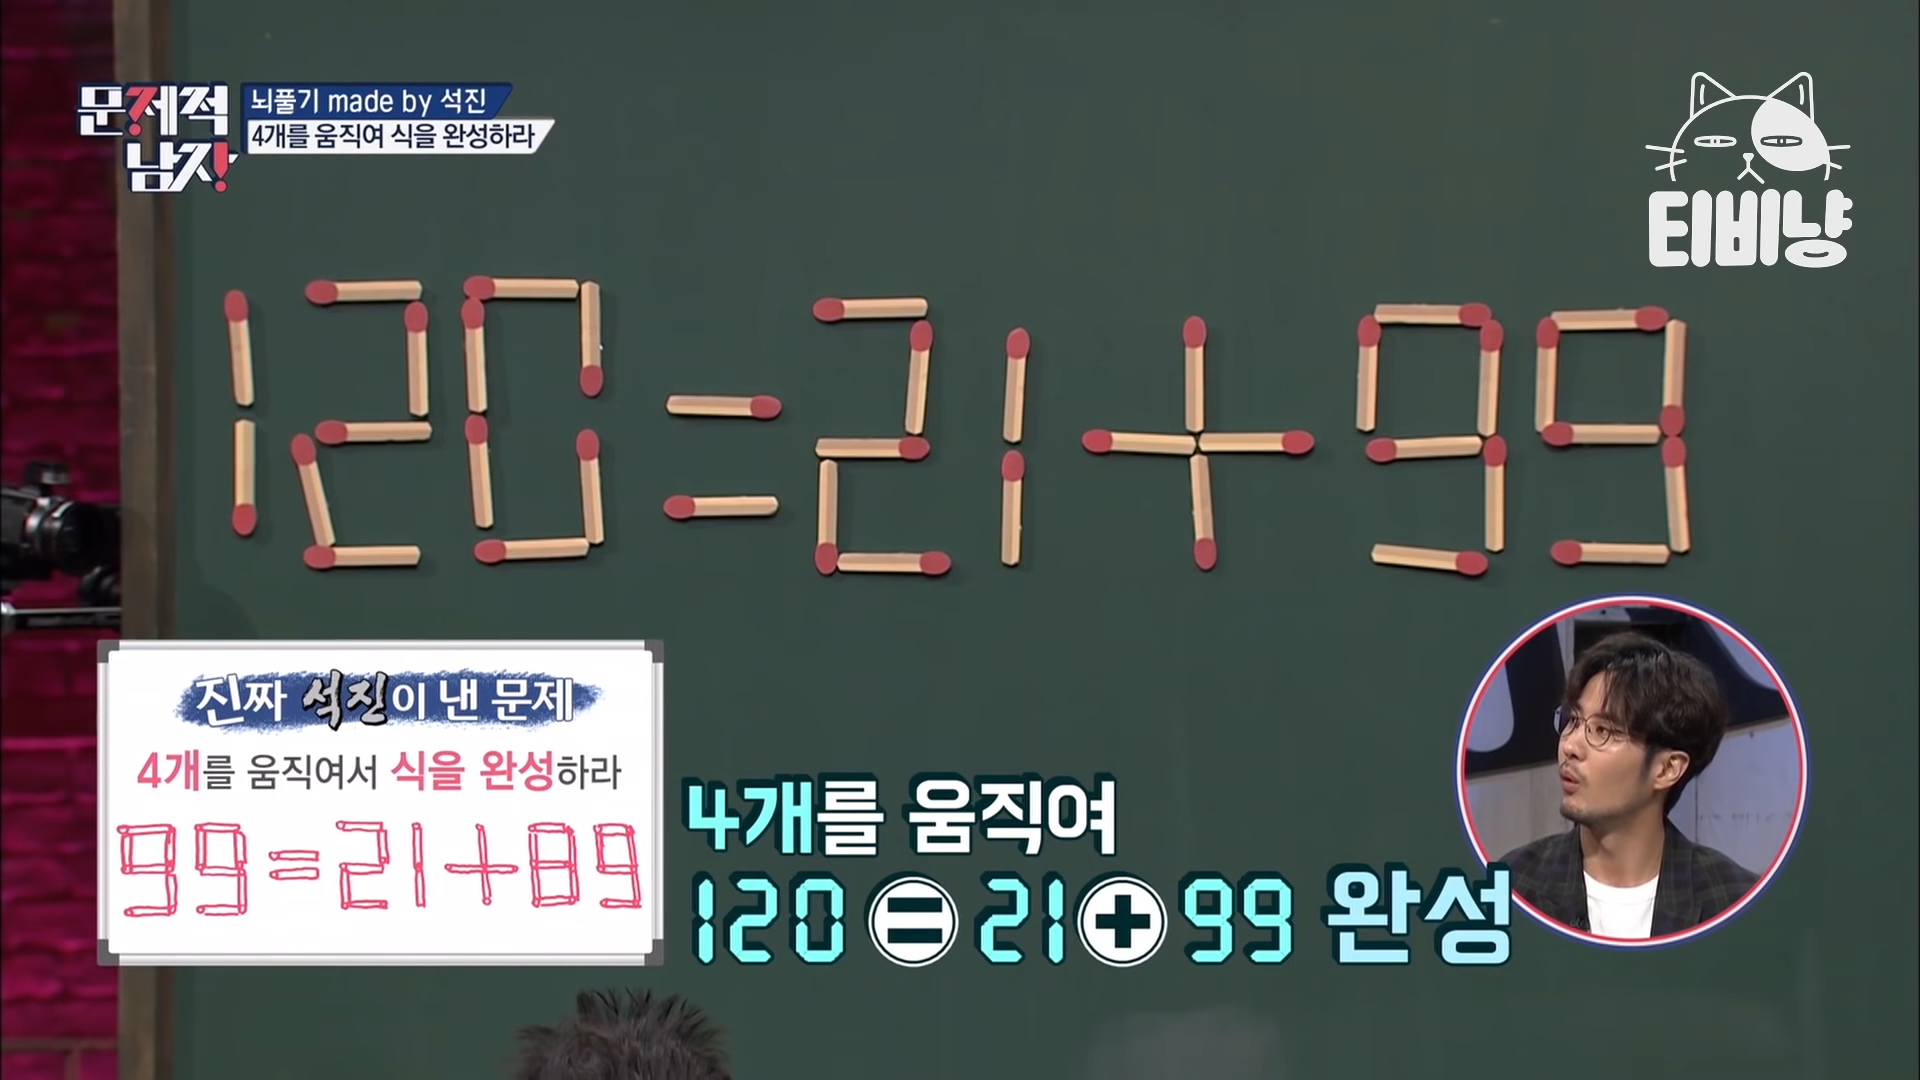 문제적
남자
뇌풀기 made by 석진
4개를 움직여 식을 완성하라
티비냥
120=21+99
진짜 석진이 낸 문제
4개를 움직여서 식을 완성하라
99=21+89
4개를 움직여
120=21+99 완성